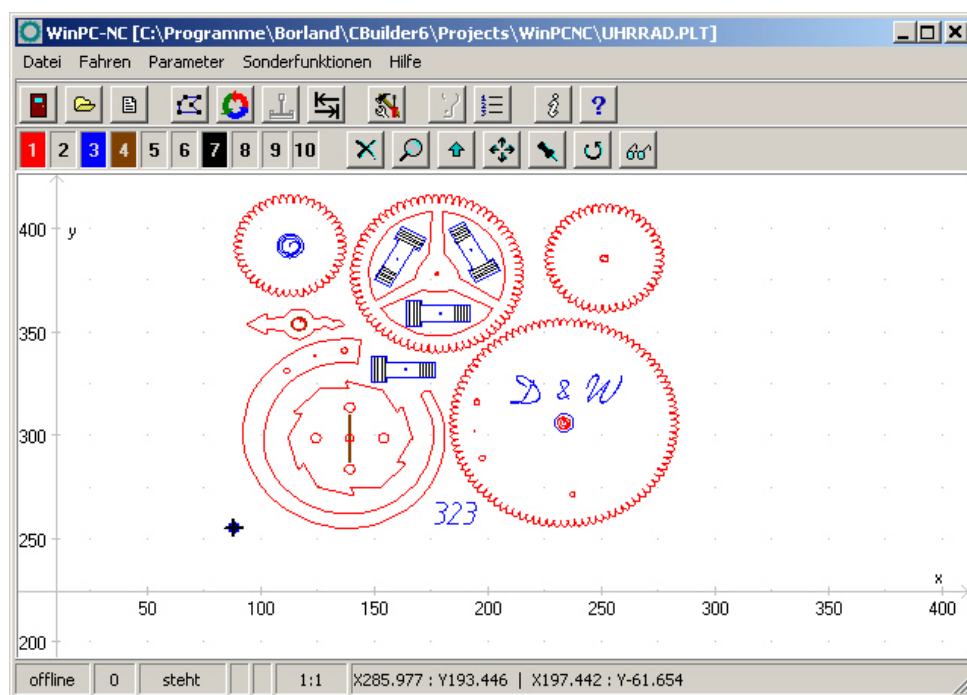 WinPC-NC [C:\Programme\Borland\CBuilder6\Projects\WinPCNC\UHRRAD.PLT]
Datei Fahren Parameter Sonderfunktionen Hilfe
1 2 3 4 5 6 7 8 9 10
400 y
350
D & W
300
323
250
x
50 100 150 200 250 300 350 400
200
offline 0 steht 1:1 X285.977 : Y193.446 | X197.442 : Y-61.654